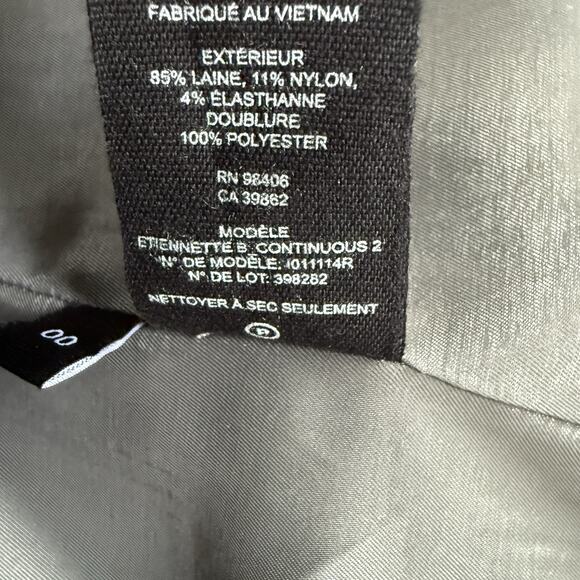 FABRIQUÉ AU VIETNAM
EXTÉRIEUR
85% LAINE, 11% NYLON,
4% ÉLASTHANNE
DOUBLURE
100% POLYESTER
RN 98406
CA 39862
MODÈLE
ETIENNETTE B. CONTINUOUS 2
N° DE MODÈLE: I011114R
N° DE LOT: 398282
NETTOYER À SEC SEULEMENT
P
00